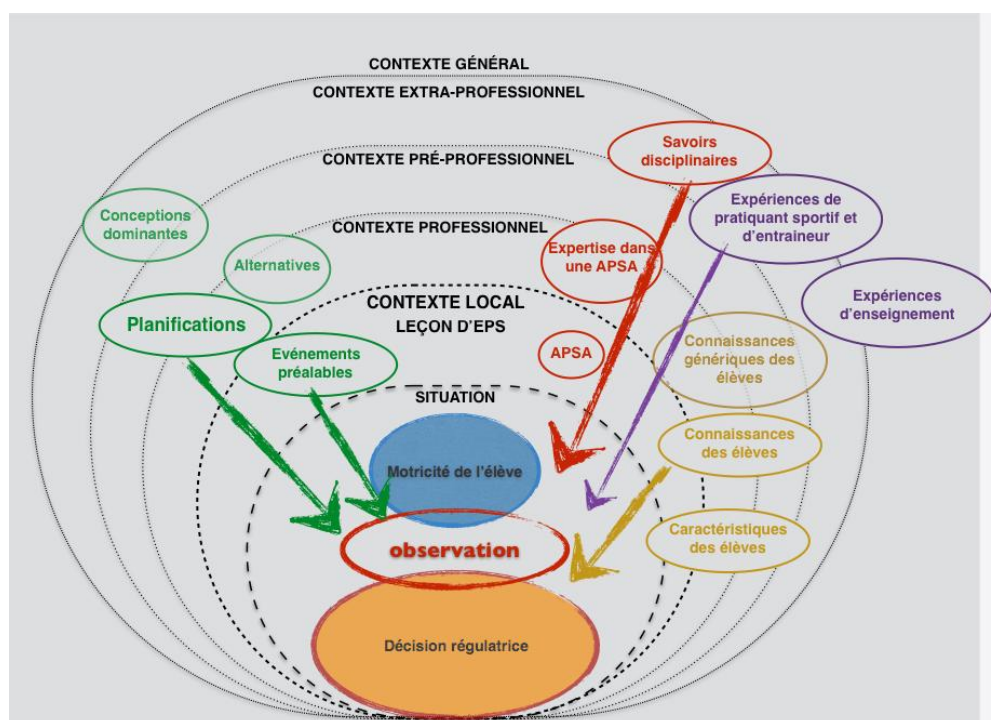 CONTEXTE GÉNÉRAL
CONTEXTE EXTRA-PROFESSIONNEL
CONTEXTE PRÉ-PROFESSIONNEL
CONTEXTE PROFESSIONNEL
CONTEXTE LOCAL
LEÇON D'EPS
SITUATION
Savoirs
disciplinaires
Expériences de
pratiquant sportif et
d'entraineur
Expériences
d'enseignement
Conceptions
dominantes
Alternatives
Planifications
Evénements
préalables
Expertise dans
une APSA
APSA
Connaissances
génériques des
élèves
Connaissances
des élèves
Caractéristiques
des élèves
Motricité de l'élève
observation
Décision régulatrice